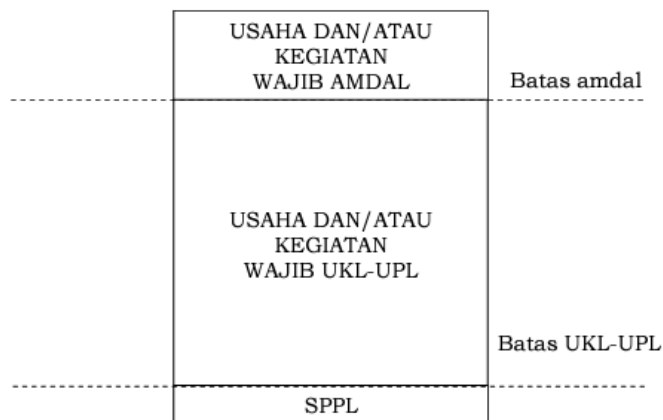 USAHA DAN/ATAU
KEGIATAN
WAJIB AMDAL
Batas amdal
USAHA DAN/ATAU
KEGIATAN
WAJIB UKL-UPL
Batas UKL-UPL
SPPL